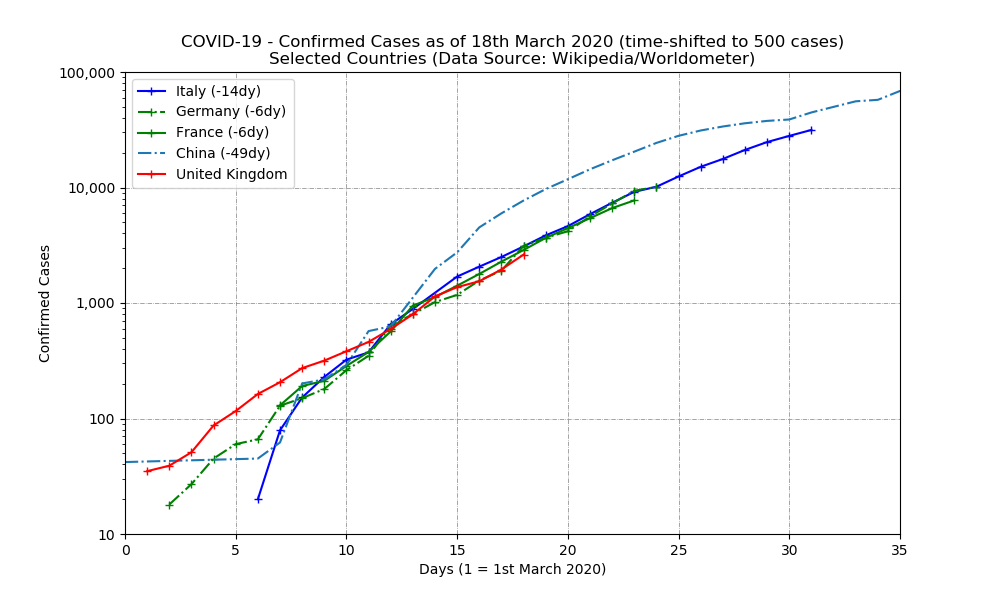 COVID-19 - Confirmed Cases as of 18th March 2020 (time-shifted to 500 cases)
Selected Countries (Data Source: Wikipedia/Worldometer)
100,000
10,000
1,000
100
10
Confirmed Cases
Italy (-14dy)
Germany (-6dy)
France (-6dy)
China (-49dy)
United Kingdom
0 5 10 15 20 25 30 35
Days (1 = 1st March 2020)